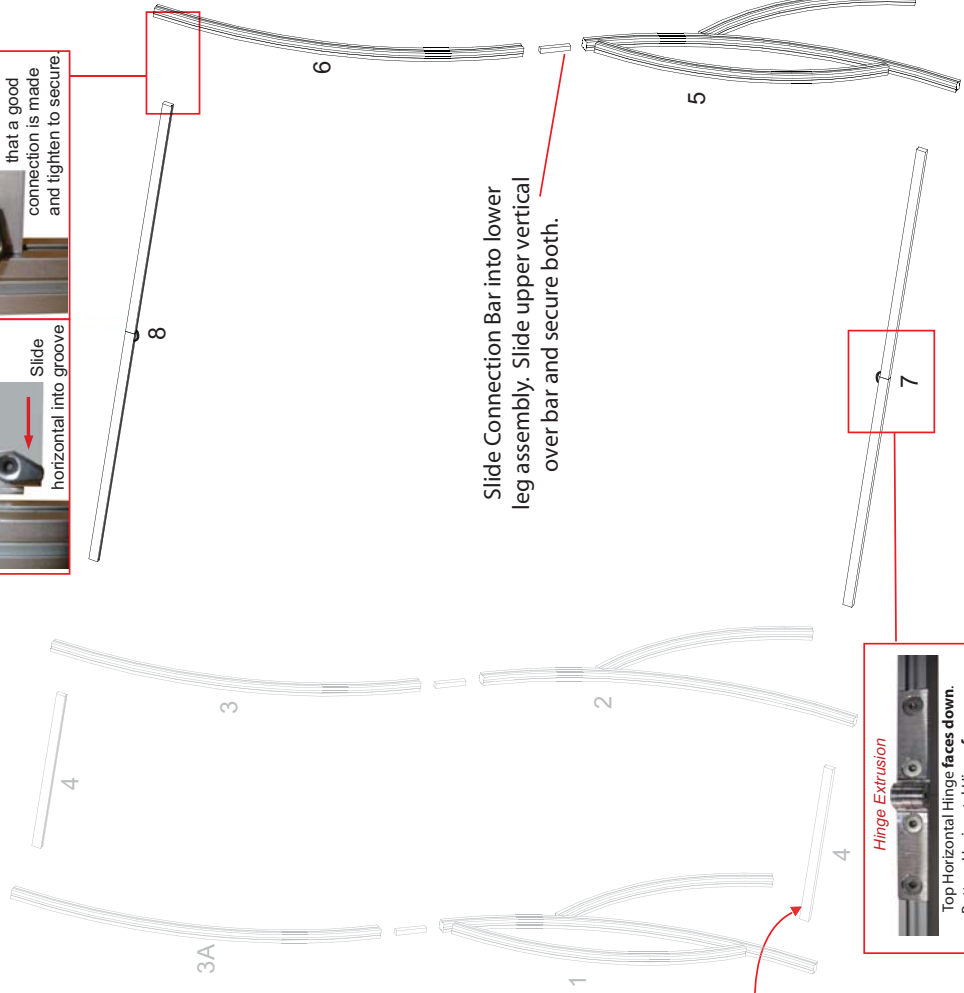 that a good
connection is made
and tighten to secure.
Slide
horizontal into groove
6
8
5
Slide Connection Bar into lower
leg assembly. Slide upper vertical
over bar and secure both.
7
3
2
4
3A
1
4
Hinge Extrusion
Top Horizontal Hinge faces down.